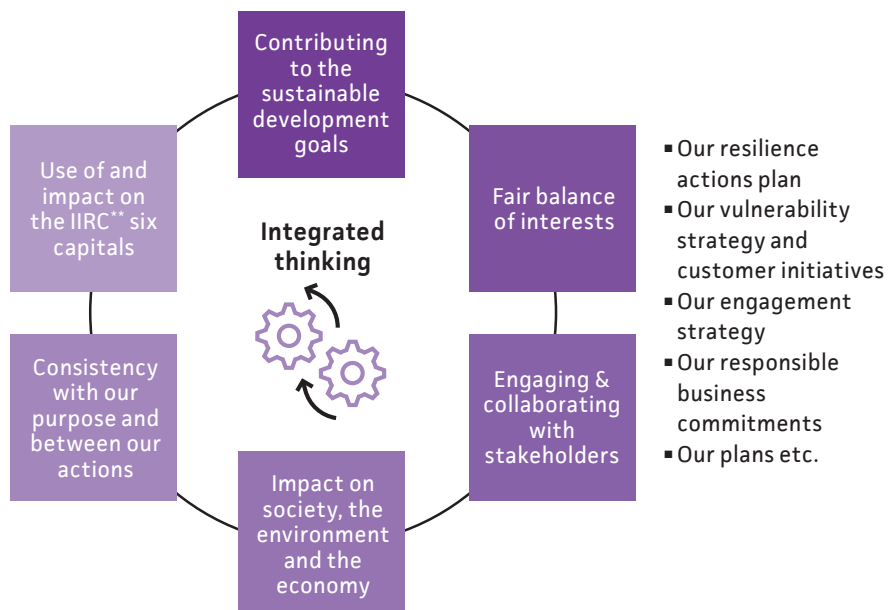 Contributing
to the
sustainable
development
goals
Use of and
impact on
the IIRC** six
capitals
Fair balance
of interests
Integrated
thinking
Consistency
with our
purpose and
between our
actions
Engaging &
collaborating
with
stakeholders
Impact on
society, the
environment
and the
economy
▪ Our resilience
actions plan
▪ Our vulnerability
strategy and
customer initiatives
▪ Our engagement
strategy
▪ Our responsible
business
commitments
▪ Our plans etc.